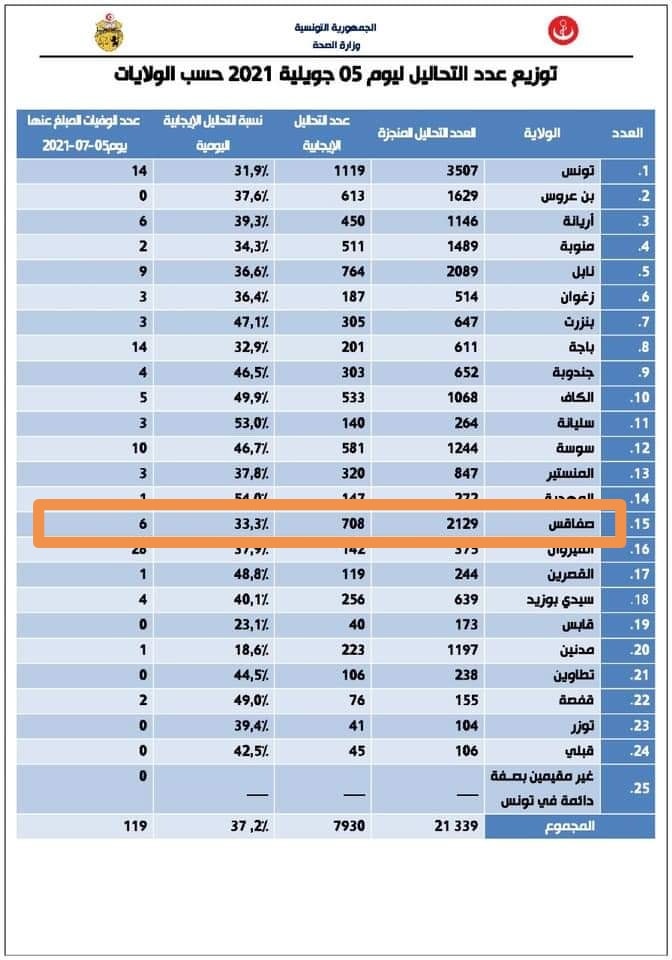 الجمهورية التونسية
وزارة الصحة
توزيع عدد التحاليل ليوم 05 جويلية 2021 حسب الولايات
العدد الولاية العدد التحاليل المنجزة عدد التحاليل الإيجابية نسبة التحاليل الإيجابية اليومية عدد الوفيات المبلغ عنها يوم 05-07-2021
.1 تونس 3507 1119 31,9٪ 14
.2 بن عروس 1629 613 37,6٪ 0
.3 أريانة 1146 450 39,3٪ 6
.4 منوبة 1489 511 34,3٪ 2
.5 نابل 2089 764 36,6٪ 9
.6 زغوان 514 187 36,4٪ 3
.7 بنزرت 647 305 47,1٪ 3
.8 باجة 611 201 32,9٪ 14
.9 جندوبة 652 303 46,5٪ 4
.10 الكاف 1068 533 49,9٪ 5
.11 سليانة 264 140 53,0٪ 3
.12 سوسة 1244 581 46,7٪ 10
.13 المنستير 847 320 37,8٪ 3
.14 المهدية 272 147 54,0٪ 1
.15 صفاقس 2129 708 33,3٪ 6
.16 القيروان 375 142 37,9٪ 28
.17 القصرين 244 119 48,8٪ 1
.18 سيدي بوزيد 639 256 40,1٪ 4
.19 قابس 173 40 23,1٪ 0
.20 مدنين 1197 223 18,6٪ 1
.21 تطاوين 238 106 44,5٪ 0
.22 قفصة 155 76 49,0٪ 2
.23 توزر 104 41 39,4٪ 0
.24 قبلي 106 45 42,5٪ 0
.25 غير مقيمين بصفة دائمة في تونس __ __ __ 0
المجموع 21 339 7930 37 ,2٪ 119